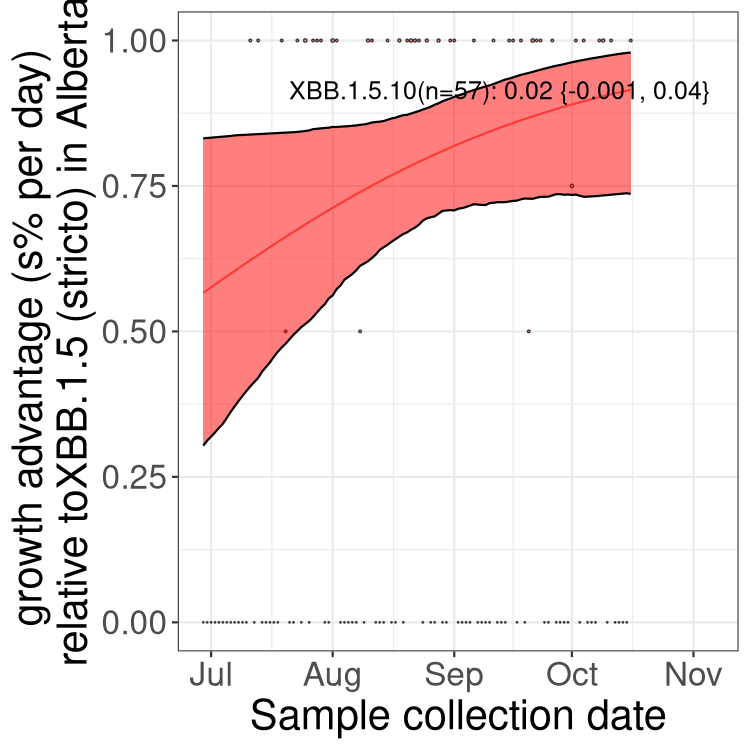 growth advantage (s% per day)
relative toXBB.1.5 (stricto) in Alberta
1.00
0.75
0.50
0.25
0.00
XBB.1.5.10(n=57): 0.02 {-0.001, 0.04}
Jul Aug Sep Oct Nov
Sample collection date